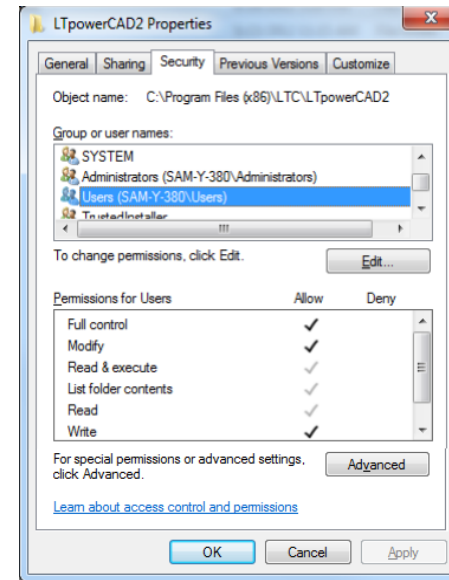 LTpowerCAD2 Properties
General Sharing Security Previous Versions Customize
Object name: C:\Program Files (x86)\LTC\LTpowerCAD2
Group or user names:
SYSTEM
Administrators (SAM-Y-380\Administrators)
Users (SAM-Y-380\Users)
TrustedInstaller
To change permissions, click Edit.
Edit...
Permissions for Users Allow Deny
Full control
Modify
Read & execute
List folder contents
Read
Write
For special permissions or advanced settings,
click Advanced.
Advanced
Learn about access control and permissions
OK Cancel Apply